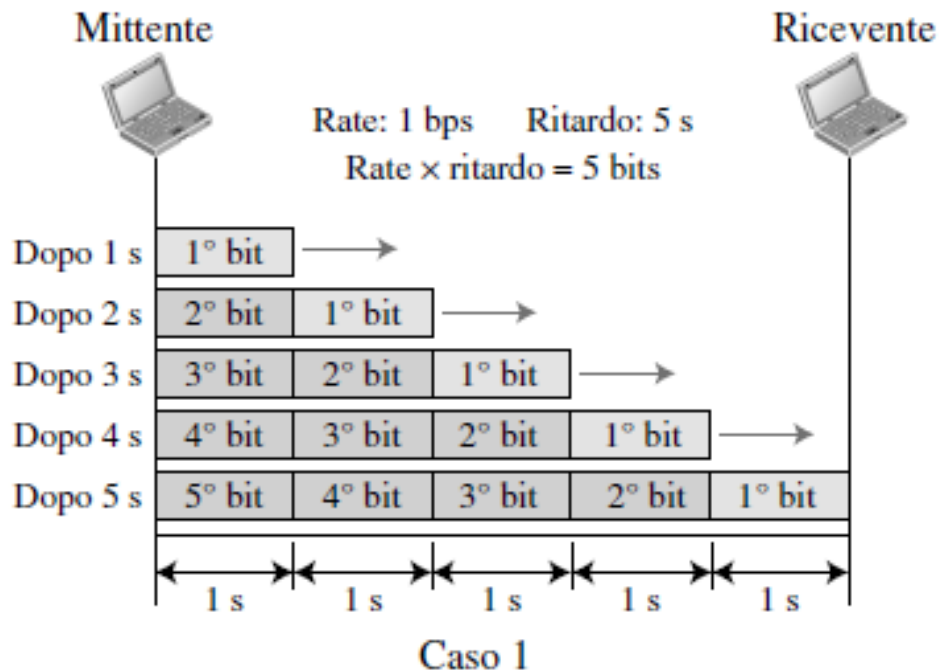 Mittente Ricevente
Rate: 1 bps Ritardo: 5 s
Rate × ritardo = 5 bits
Dopo 1 s 1° bit
Dopo 2 s 2° bit 1° bit
Dopo 3 s 3° bit 2° bit 1° bit
Dopo 4 s 4° bit 3° bit 2° bit 1° bit
Dopo 5 s 5° bit 4° bit 3° bit 2° bit 1° bit
1 s 1 s 1 s 1 s 1 s
Caso 1